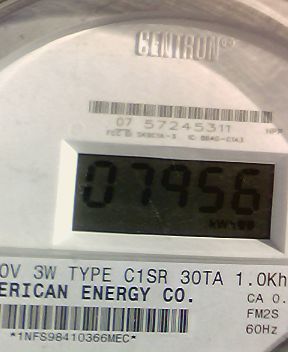 CENTRON®
07 57245311
07956
0V 3W TYPE C1SR 30TA 1.0Kh
ERICAN ENERGY CO.
CA 0.
FM2S
60Hz
*1NFS98410366MEC*